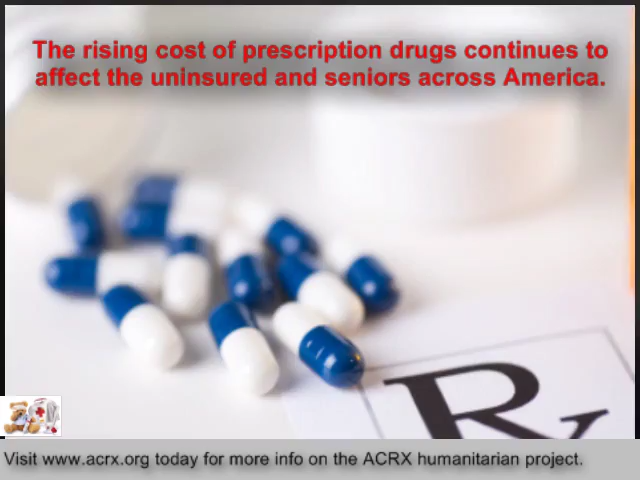 The rising cost of prescription drugs continues to
affect the uninsured and seniors across America.
R
Visit www.acrx.org today for more info on the ACRX humanitarian project.